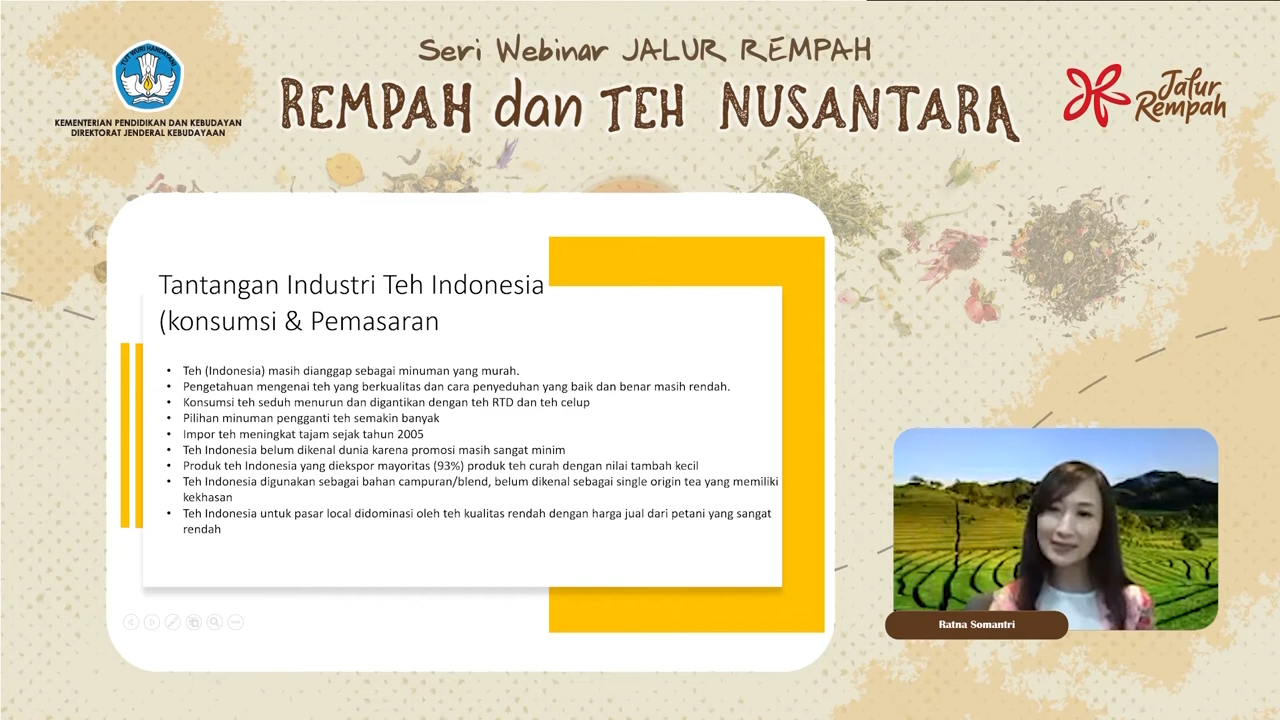 Seri Webinar JALUR REMPAH
REMPAH dan TEH NUSANTARA
TUT WURI HANDAYANI
KEMENTERIAN PENDIDIKAN DAN KEBUDAYAAN
DIREKTORAT JENDERAL KEBUDAYAAN
Jalur
Rempah
Tantangan Industri Teh Indonesia
(konsumsi & Pemasaran
• Teh (Indonesia) masih dianggap sebagai minuman yang murah.
• Pengetahuan mengenai teh yang berkualitas dan cara penyeduhan yang baik dan benar masih rendah.
• Konsumsi teh seduh menurun dan digantikan dengan teh RTD dan teh celup
• Pilihan minuman pengganti teh semakin banyak
• Impor teh meningkat tajam sejak tahun 2005
• Teh Indonesia belum dikenal dunia karena promosi masih sangat minim
• Produk teh Indonesia yang diekspor mayoritas (93%) produk teh curah dengan nilai tambah kecil
• Teh Indonesia digunakan sebagai bahan campuran/blend, belum dikenal sebagai single origin tea yang memiliki
kekhasan
• Teh Indonesia untuk pasar local didominasi oleh teh kualitas rendah dengan harga jual dari petani yang sangat
rendah
Ratna Somantri